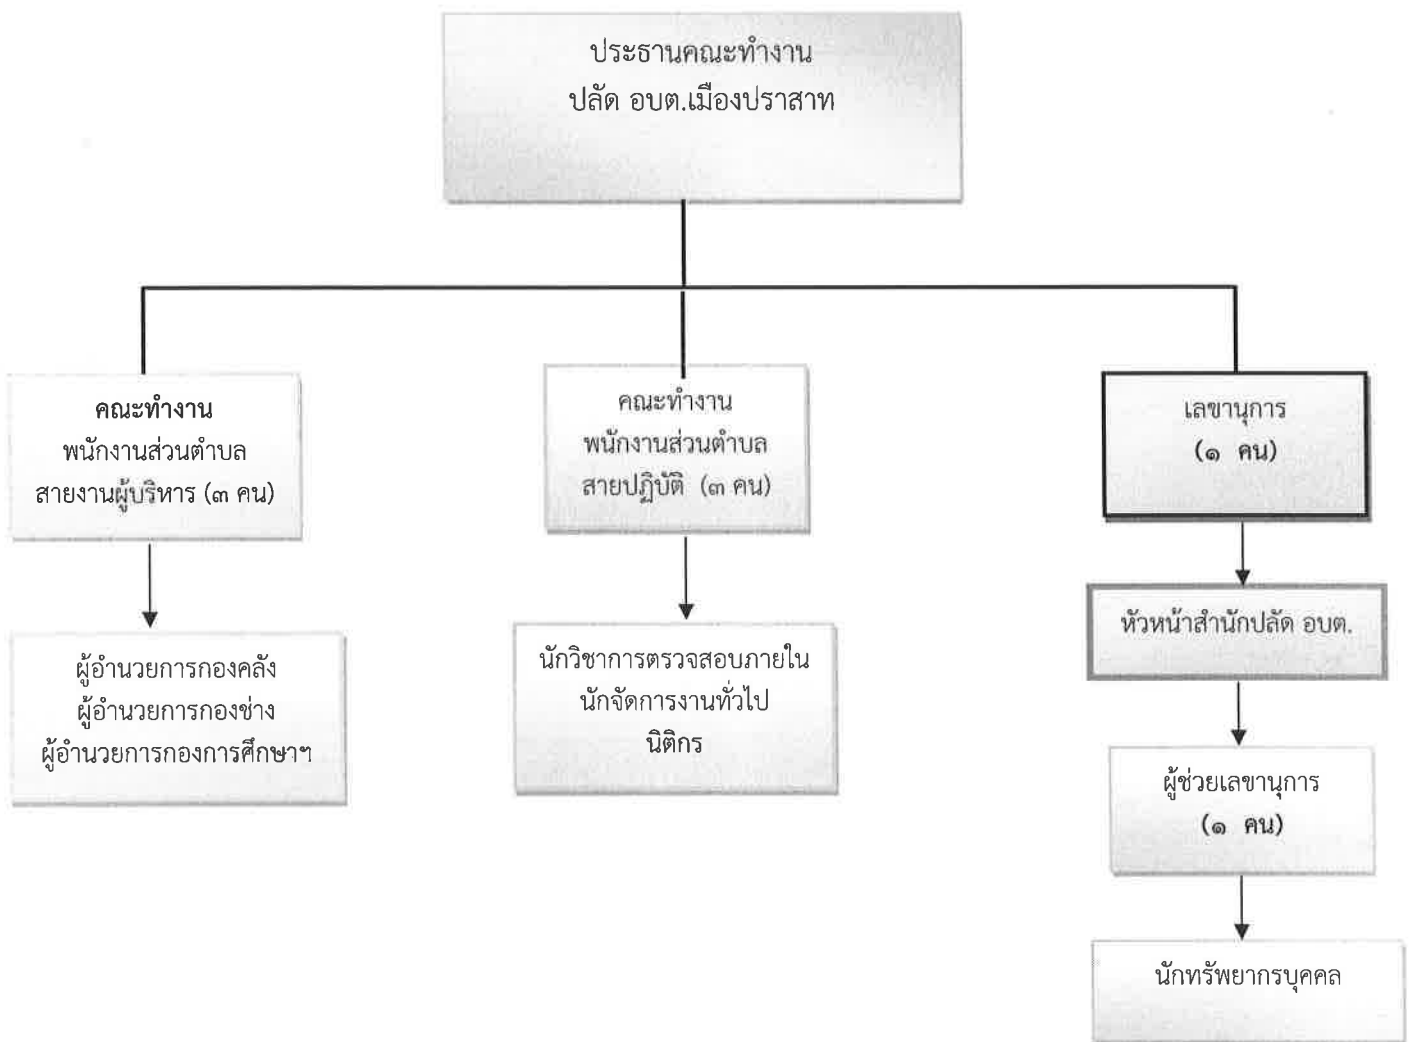 ประธานคณะทำงาน
ปลัด อบต.เมืองปราสาท
คณะทำงาน
พนักงานส่วนตำบล
สายงานผู้บริหาร (๓ คน)
ผู้อำนวยการกองคลัง
ผู้อำนวยการกองช่าง
ผู้อำนวยการกองการศึกษาฯ
คณะทำงาน
พนักงานส่วนตำบล
สายปฏิบัติ (๓ คน)
นักวิชาการตรวจสอบภายใน
นักจัดการงานทั่วไป
นิติกร
เลขานุการ
(๑ คน)
หัวหน้าสำนักปลัด อบต.
ผู้ช่วยเลขานุการ
(๑ คน)
นักทรัพยากรบุคคล